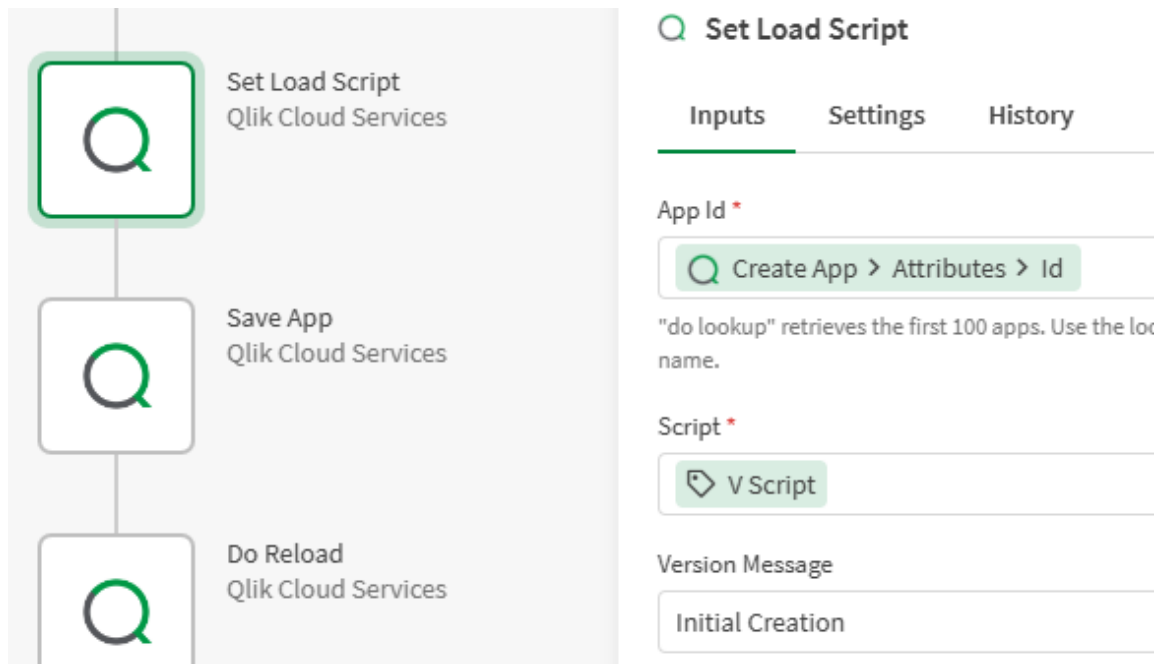 Set Load Script
Qlik Cloud Services
Save App
Qlik Cloud Services
Do Reload
Qlik Cloud Services
Set Load Script
Inputs Settings History
App Id *
Create App > Attributes > Id
"do lookup" retrieves the first 100 apps. Use the
name.
Script *
V Script
Version Message
Initial Creation